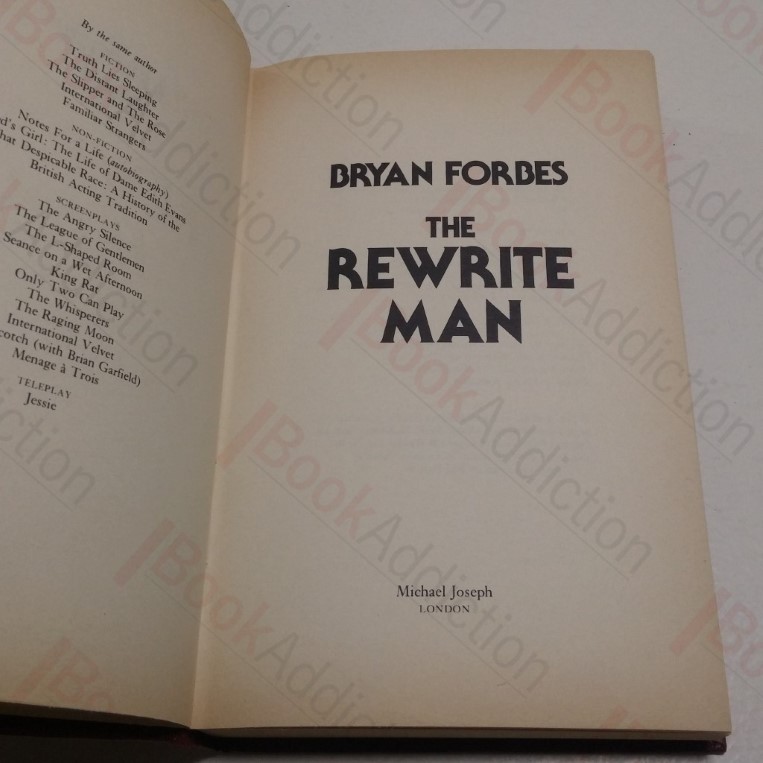 By the same author
FICTION
Truth Lies Sleeping
The Distant Laughter
The Slipper and The Rose
International Velvet
Familiar Strangers
NON-FICTION
Notes For a Life (autobiography)
Girl: The Life of Dame Edith Evans
Despicable Race: A History of the
British Acting Tradition
SCREENPLAYS
The Angry Silence
The League of Gentlemen
The L-Shaped Room
Seance on a Wet Afternoon
King Rat
Only Two Can Play
The Whisperers
The Raging Moon
International Velvet
(with Brian Garfield)
Menage à Trois
TELEPLAY
Jessie
BRYAN FORBES
THE
REWRITE
MAN
Michael Joseph
LONDON
BookAddiction